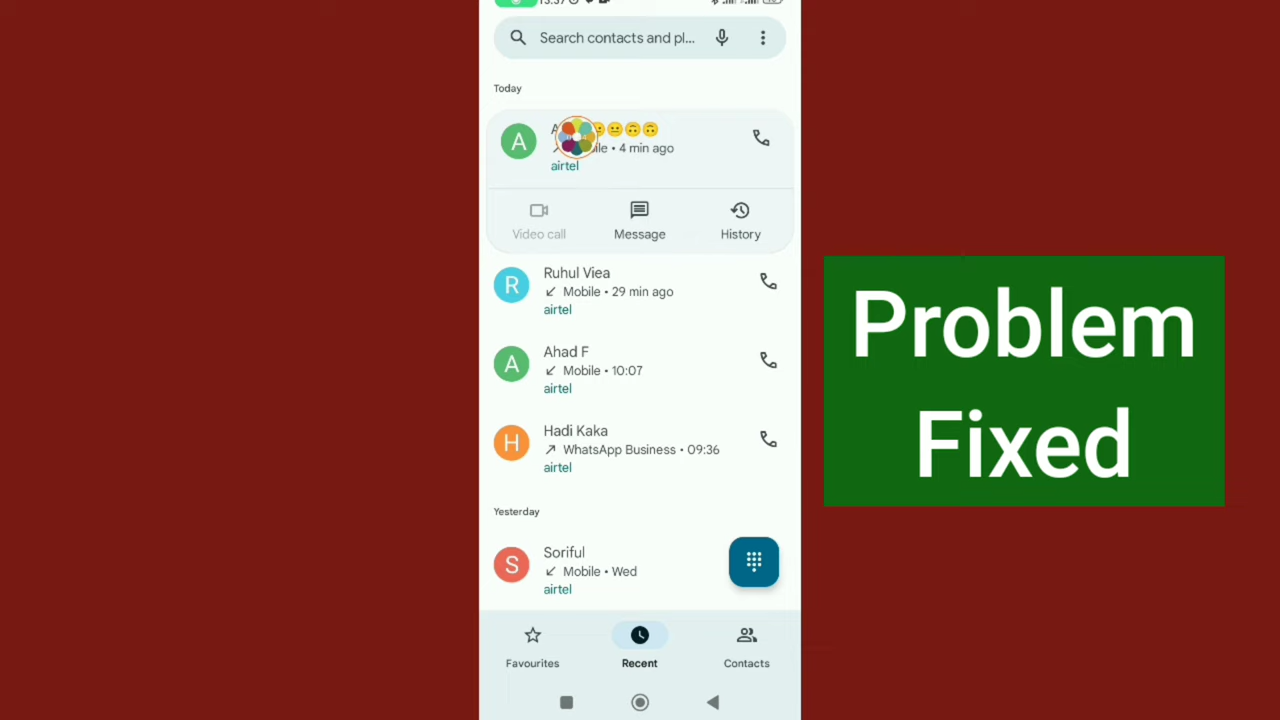 Search contacts and pl...
Today
A 😐😐🙃🙃
• 4 min ago
airtel
Video call
Message
History
Ruhul Viea
↙ Mobile • 29 min ago
airtel
Ahad F
↙ Mobile • 10:07
airtel
Hadi Kaka
↗ WhatsApp Business • 09:36
airtel
Yesterday
Soriful
↙ Mobile • Wed
airtel
Favourites
Recent
Contacts
A
R
A
H
S
Problem
Fixed